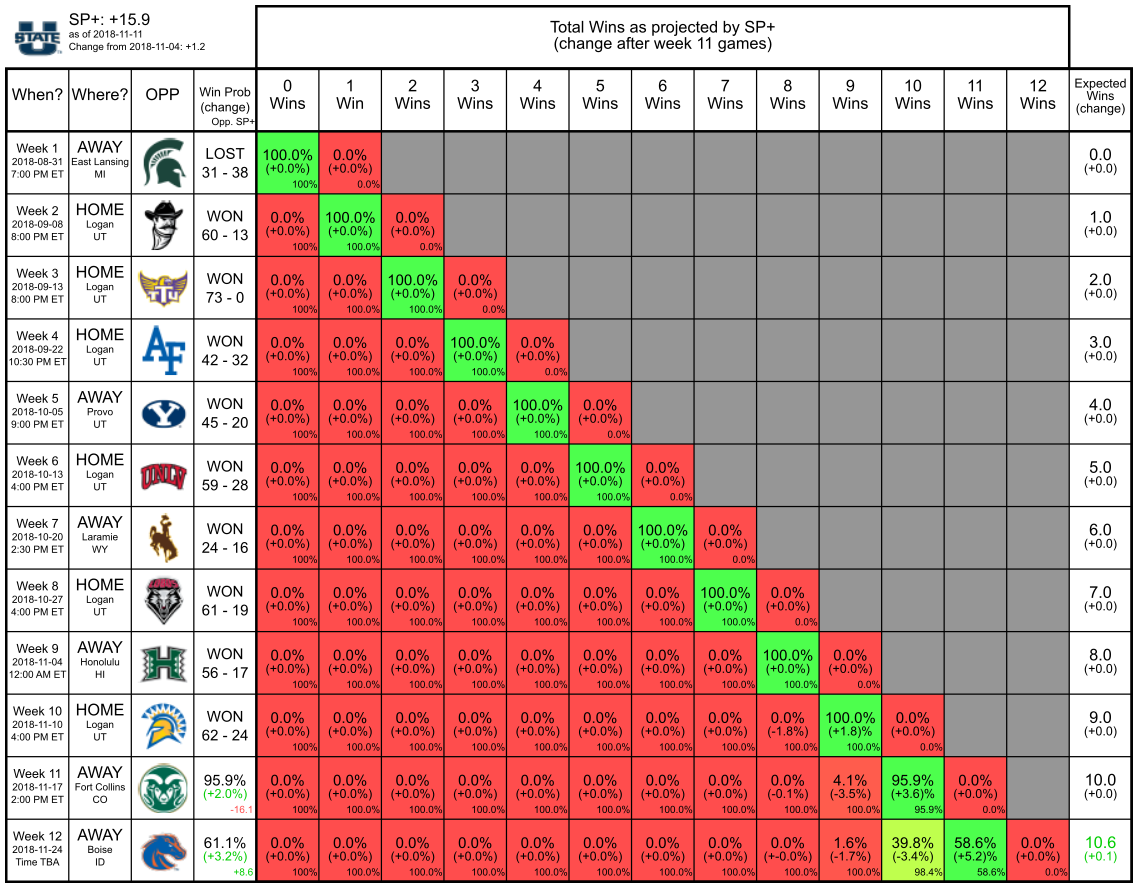 U STATE
SP+: +15.9
as of 2018-11-11
Change from 2018-11-04: +1.2
Total Wins as projected by SP+
(change after week 11 games)
When? Where? OPP Win Prob (change) Opp. SP+ 0 Wins 1 Win 2 Wins 3 Wins 4 Wins 5 Wins 6 Wins 7 Wins 8 Wins 9 Wins 10 Wins 11 Wins 12 Wins Expected Wins (change)
Week 1 AWAY LOST 100.0% 0.0% 0.0
2018-08-31 East Lansing 31 - 38 (+0.0%) (+0.0%) (+0.0)
7:00 PM ET MI 100% 0.0%
Week 2 HOME WON 0.0% 100.0% 0.0% 1.0
2018-09-08 Logan 60 - 13 (+0.0%) (+0.0%) (+0.0%) (+0.0)
8:00 PM ET UT 100% 100.0% 0.0%
Week 3 HOME TTU WON 0.0% 0.0% 100.0% 0.0% 2.0
2018-09-13 Logan 73 - 0 (+0.0%) (+0.0%) (+0.0%) (+0.0%) (+0.0)
8:00 PM ET UT 100% 100.0% 100.0% 0.0%
Week 4 HOME AF WON 0.0% 0.0% 0.0% 100.0% 0.0% 3.0
2018-09-22 Logan 42 - 32 (+0.0%) (+0.0%) (+0.0%) (+0.0%) (+0.0%) (+0.0)
10:30 PM ET UT 100% 100.0% 100.0% 100.0% 0.0%
Week 5 AWAY Y WON 0.0% 0.0% 0.0% 0.0% 100.0% 0.0% 4.0
2018-10-05 Provo 45 - 20 (+0.0%) (+0.0%) (+0.0%) (+0.0%) (+0.0%) (+0.0%) (+0.0)
9:00 PM ET UT 100% 100.0% 100.0% 100.0% 100.0% 0.0%
Week 6 HOME UNLV WON 0.0% 0.0% 0.0% 0.0% 0.0% 100.0% 0.0% 5.0
2018-10-13 Logan 59 - 28 (+0.0%) (+0.0%) (+0.0%) (+0.0%) (+0.0%) (+0.0%) (+0.0%) (+0.0)
4:00 PM ET UT 100% 100.0% 100.0% 100.0% 100.0% 100.0% 0.0%
Week 7 AWAY WON 0.0% 0.0% 0.0% 0.0% 0.0% 0.0% 100.0% 0.0% 6.0
2018-10-20 Laramie 24 - 16 (+0.0%) (+0.0%) (+0.0%) (+0.0%) (+0.0%) (+0.0%) (+0.0%) (+0.0%) (+0.0)
2:30 PM ET WY 100% 100.0% 100.0% 100.0% 100.0% 100.0% 100.0% 0.0%
Week 8 HOME WON 0.0% 0.0% 0.0% 0.0% 0.0% 0.0% 0.0% 100.0% 0.0% 7.0
2018-10-27 Logan 61 - 19 (+0.0%) (+0.0%) (+0.0%) (+0.0%) (+0.0%) (+0.0%) (+0.0%) (+0.0%) (+0.0%) (+0.0)
4:00 PM ET UT 100% 100.0% 100.0% 100.0% 100.0% 100.0% 100.0% 100.0% 0.0%
Week 9 AWAY H WON 0.0% 0.0% 0.0% 0.0% 0.0% 0.0% 0.0% 0.0% 100.0% 0.0% 8.0
2018-11-04 Honolulu 56 - 17 (+0.0%) (+0.0%) (+0.0%) (+0.0%) (+0.0%) (+0.0%) (+0.0%) (+0.0%) (+0.0%) (+0.0%) (+0.0)
12:00 AM ET HI 100% 100.0% 100.0% 100.0% 100.0% 100.0% 100.0% 100.0% 100.0% 0.0%
Week 10 HOME WON 0.0% 0.0% 0.0% 0.0% 0.0% 0.0% 0.0% 0.0% 0.0% 100.0% 0.0% 9.0
2018-11-10 Logan 62 - 24 (+0.0%) (+0.0%) (+0.0%) (+0.0%) (+0.0%) (+0.0%) (+0.0%) (+0.0%) (-1.8%) (+1.8)% (+0.0%) (+0.0)
4:00 PM ET UT 100% 100.0% 100.0% 100.0% 100.0% 100.0% 100.0% 100.0% 100.0% 100.0% 0.0%
Week 11 AWAY 95.9% 0.0% 0.0% 0.0% 0.0% 0.0% 0.0% 0.0% 0.0% 0.0% 4.1% 95.9% 0.0% 10.0
2018-11-17 Fort Collins (+2.0%) (+0.0%) (+0.0%) (+0.0%) (+0.0%) (+0.0%) (+0.0%) (+0.0%) (+0.0%) (-0.1%) (-3.5%) (+3.6)% (+0.0%) (+0.0)
2:00 PM ET CO -16.1 100% 100.0% 100.0% 100.0% 100.0% 100.0% 100.0% 100.0% 100.0% 100.0% 95.9% 0.0%
Week 12 AWAY 61.1% 0.0% 0.0% 0.0% 0.0% 0.0% 0.0% 0.0% 0.0% 0.0% 1.6% 39.8% 58.6% 0.0% 10.6
2018-11-24 Boise (+3.2%) (+0.0%) (+0.0%) (+0.0%) (+0.0%) (+0.0%) (+0.0%) (+0.0%) (+0.0%) (+-0.0%) (-1.7%) (-3.4%) (+5.2)% (+0.0%) (+0.1)
Time TBA ID +8.6 100% 100.0% 100.0% 100.0% 100.0% 100.0% 100.0% 100.0% 100.0% 100.0% 98.4% 58.6% 0.0%